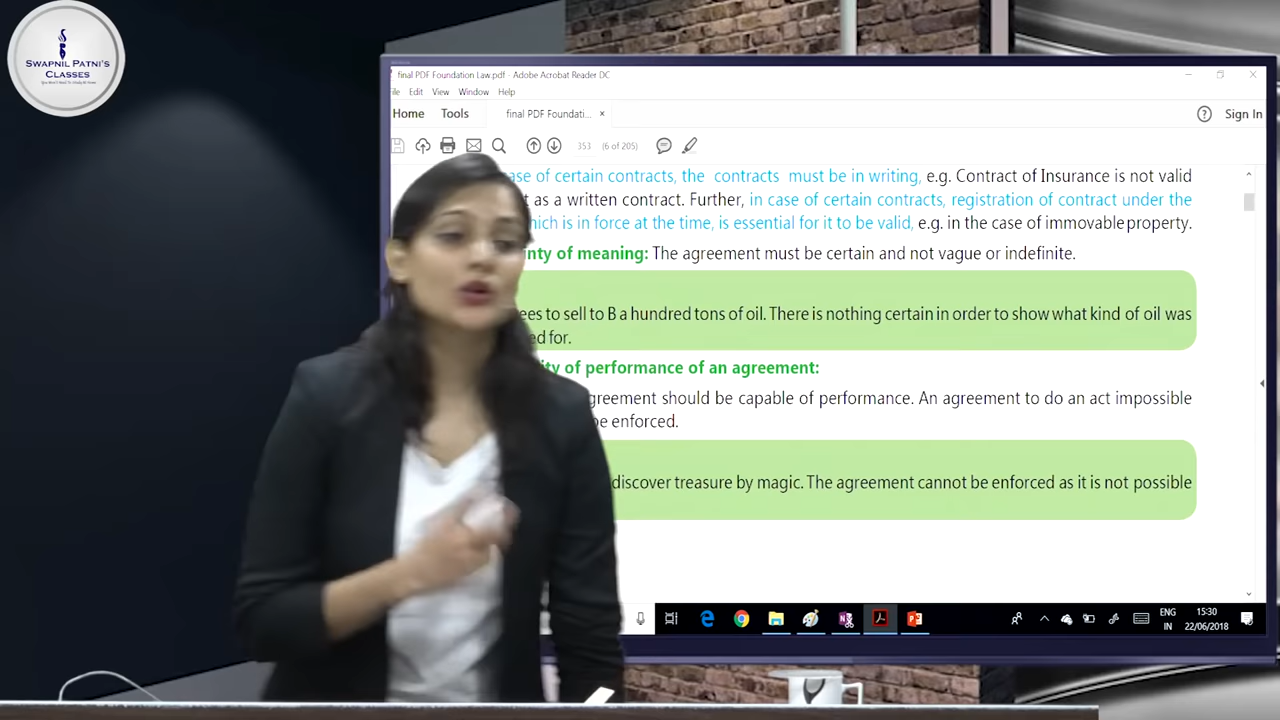 SWAPNIL PATNI'S
CLASSES
final PDF Foundation Law.pdf - Adobe Acrobat Reader DC
ile Edit View Window Help
Home Tools final PDF Foundati... × ? Sign In
353 (6 of 205)
ase of certain contracts, the contracts must be in writing, e.g. Contract of Insurance is not valid
t as a written contract. Further, in case of certain contracts, registration of contract under the
hich is in force at the time, is essential for it to be valid, e.g. in the case of immovable property.
inty of meaning: The agreement must be certain and not vague or indefinite.
ees to sell to B a hundred tons of oil. There is nothing certain in order to show what kind of oil was
ed for.
ity of performance of an agreement:
greement should be capable of performance. An agreement to do an act impossible
be enforced.
discover treasure by magic. The agreement cannot be enforced as it is not possible
ENG 15:30
IN 22/06/2018